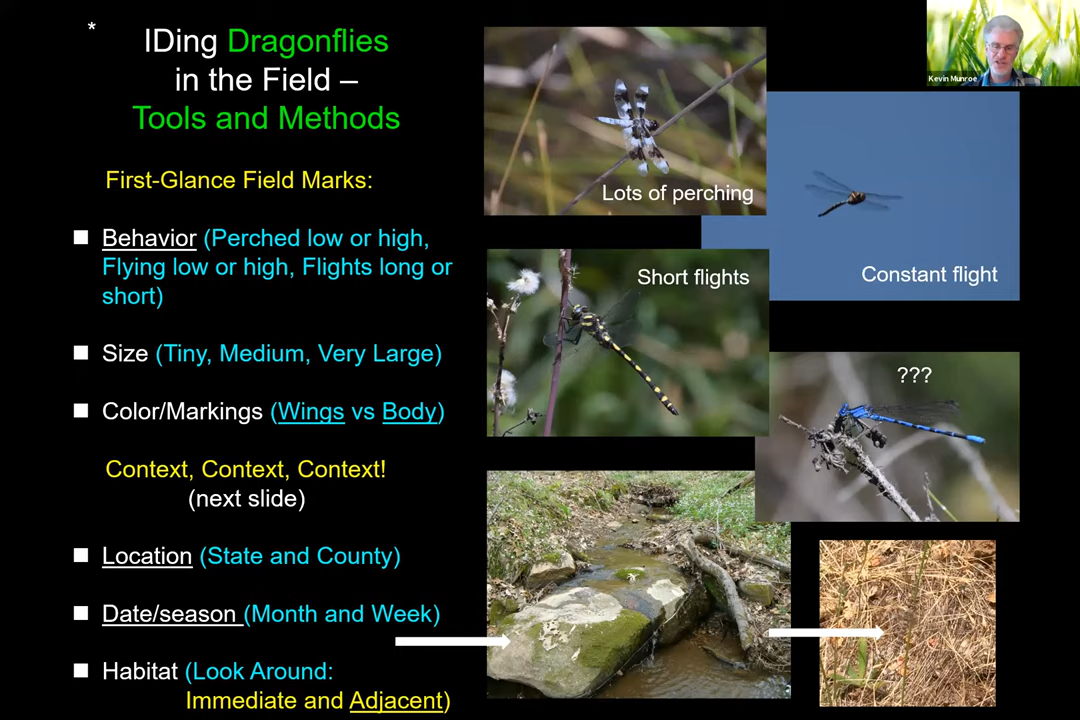 *
IDing Dragonflies
in the Field –
Tools and Methods
First-Glance Field Marks:
Behavior (Perched low or high,
Flying low or high, Flights long or
short)
Size (Tiny, Medium, Very Large)
Color/Markings (Wings vs Body)
Context, Context, Context!
(next slide)
Location (State and County)
Date/season (Month and Week)
Habitat (Look Around:
Immediate and Adjacent)
Lots of perching
Constant flight
Short flights
???
Kevin Munroe